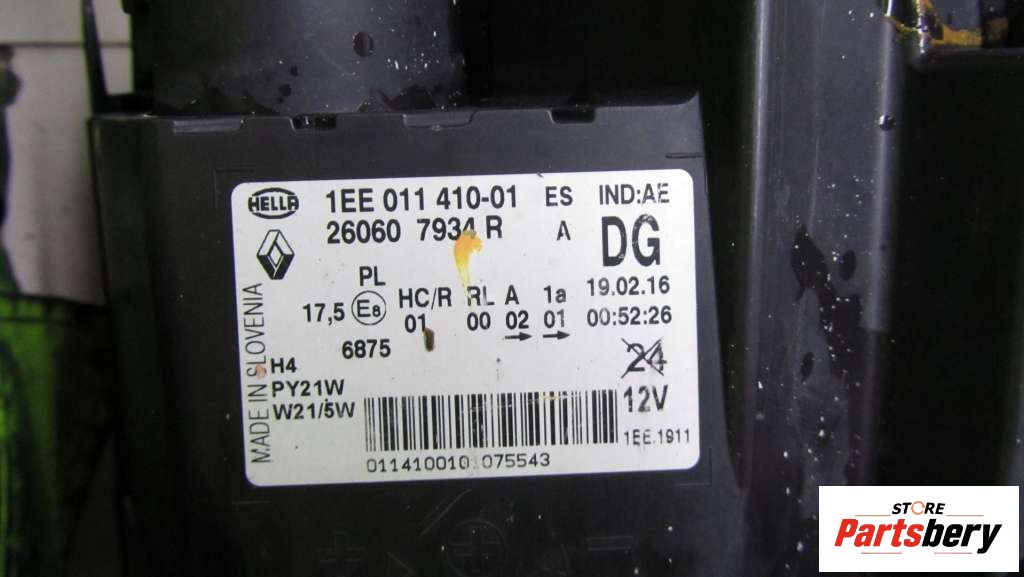 HELLA 1EE 011 410-01 ES IND:AE
26060 7934 R A DG
PL
17,5 E8 HC/R RL A 1a 19.02.16
01 00 02 01 00:52:26
6875
24
H4
PY21W
W21/5W
12V
1EE.1911
MADE IN SLOVENIA
0114100101075543
STORE
Partsbery